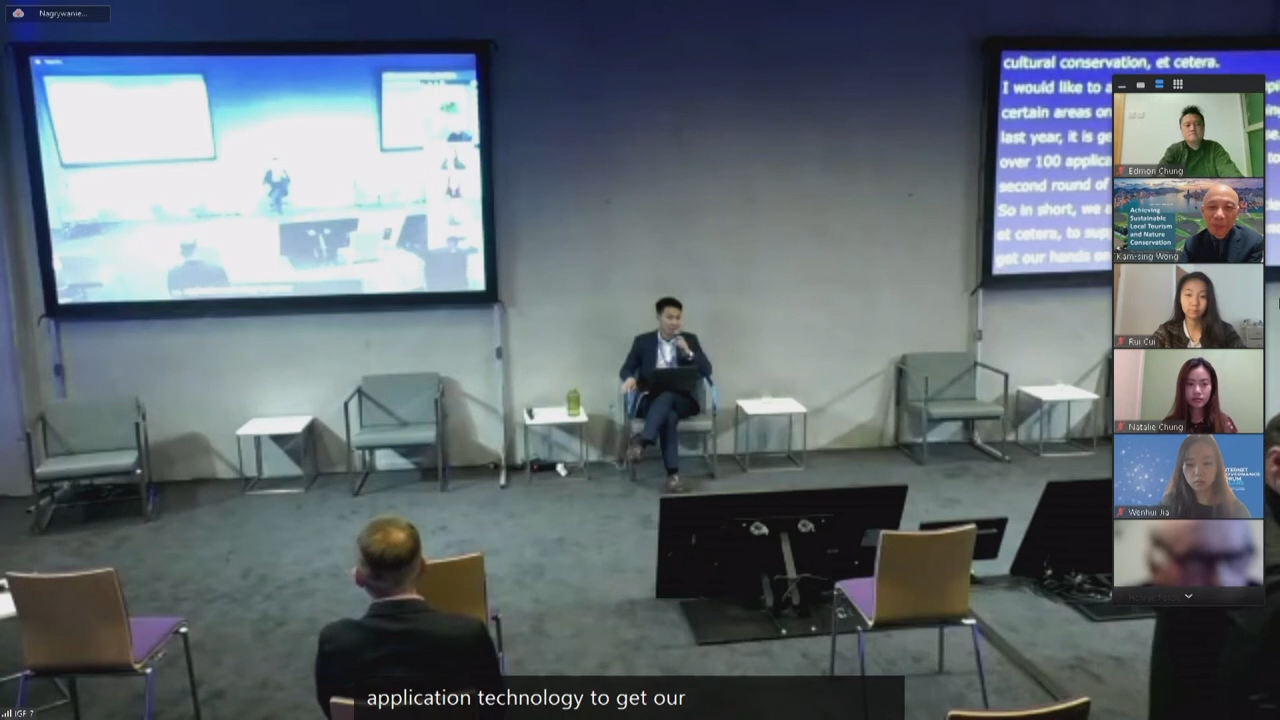 Nagrywanie...
cultural conservation, et cetera.
I would like to a
certain areas on
last year, it is ge
over 100 applica
second round of
So in short, we a
et cetera, to sup
get our hands on
Edmon Chung
Achieving
Sustainable
Local Tourism
and Nature
Conservation
Kam-sing Wong
Rui Cui
Natalie Chung
Wenhui Jia
application technology to get our
IGF 7